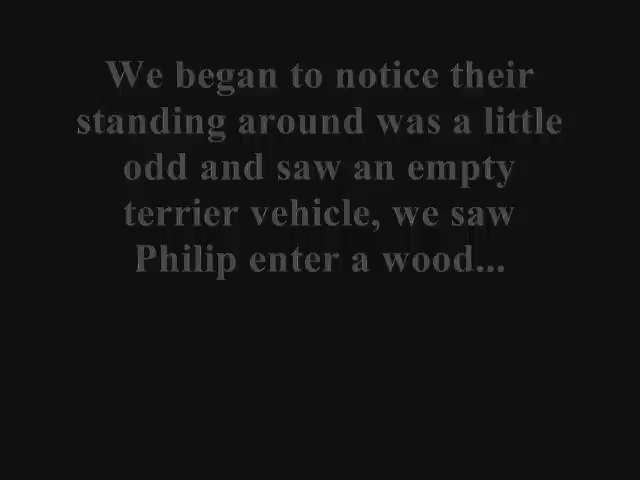 We began to notice their
standing around was a little
odd and saw an empty
terrier vehicle, we saw
Philip enter a wood...